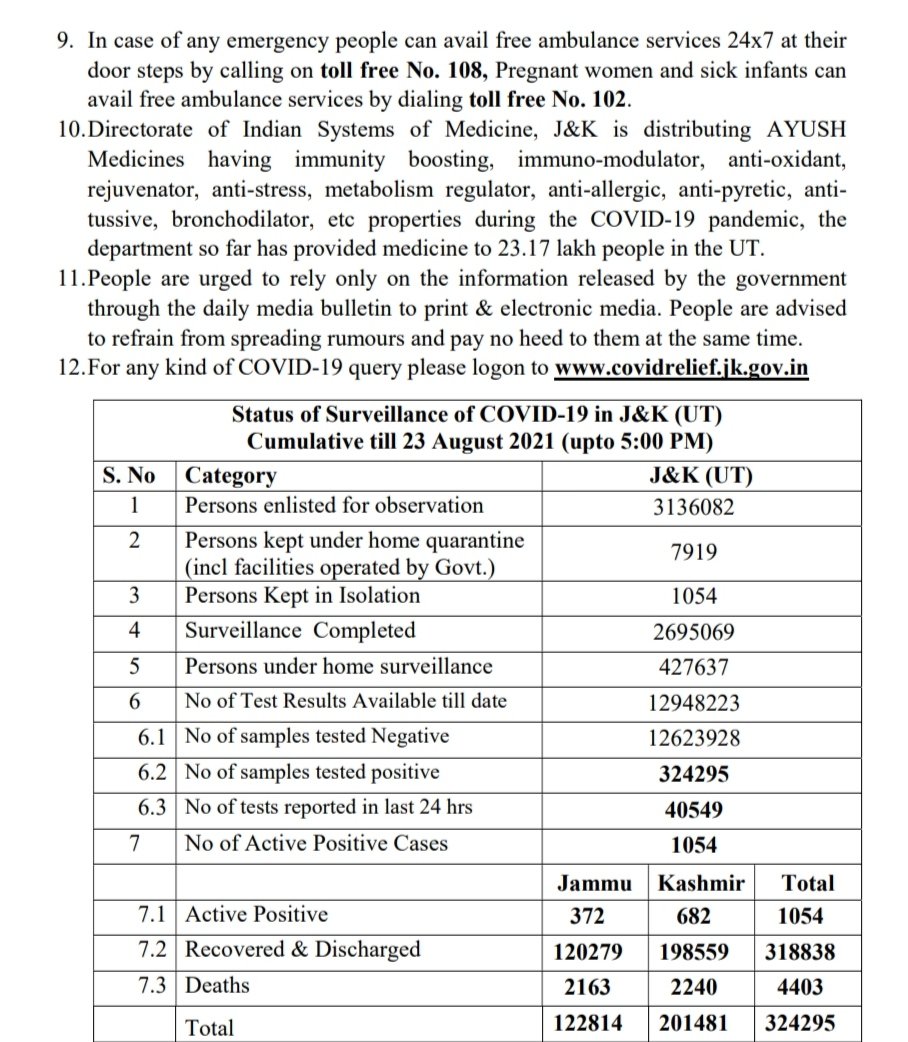 9. In case of any emergency people can avail free ambulance services 24x7 at their
door steps by calling on toll free No. 108, Pregnant women and sick infants can
avail free ambulance services by dialing toll free No. 102.
10.Directorate of Indian Systems of Medicine, J&K is distributing AYUSH
Medicines having immunity boosting, immuno-modulator, anti-oxidant,
rejuvenator, anti-stress, metabolism regulator, anti-allergic, anti-pyretic, anti-
tussive, bronchodilator, etc properties during the COVID-19 pandemic, the
department so far has provided medicine to 23.17 lakh people in the UT.
11.People are urged to rely only on the information released by the government
through the daily media bulletin to print & electronic media. People are advised
to refrain from spreading rumours and pay no heed to them at the same time.
12.For any kind of COVID-19 query please logon to www.covidrelief.jk.gov.in
Status of Surveillance of COVID-19 in J&K (UT)
Cumulative till 23 August 2021 (upto 5:00 PM)
S. No Category J&K (UT)
1 Persons enlisted for observation 3136082
2 Persons kept under home quarantine
(incl facilities operated by Govt.) 7919
3 Persons Kept in Isolation 1054
4 Surveillance Completed 2695069
5 Persons under home surveillance 427637
6 No of Test Results Available till date 12948223
6.1 No of samples tested Negative 12623928
6.2 No of samples tested positive 324295
6.3 No of tests reported in last 24 hrs 40549
7 No of Active Positive Cases 1054
Jammu Kashmir Total
7.1 Active Positive 372 682 1054
7.2 Recovered & Discharged 120279 198559 318838
7.3 Deaths 2163 2240 4403
Total 122814 201481 324295